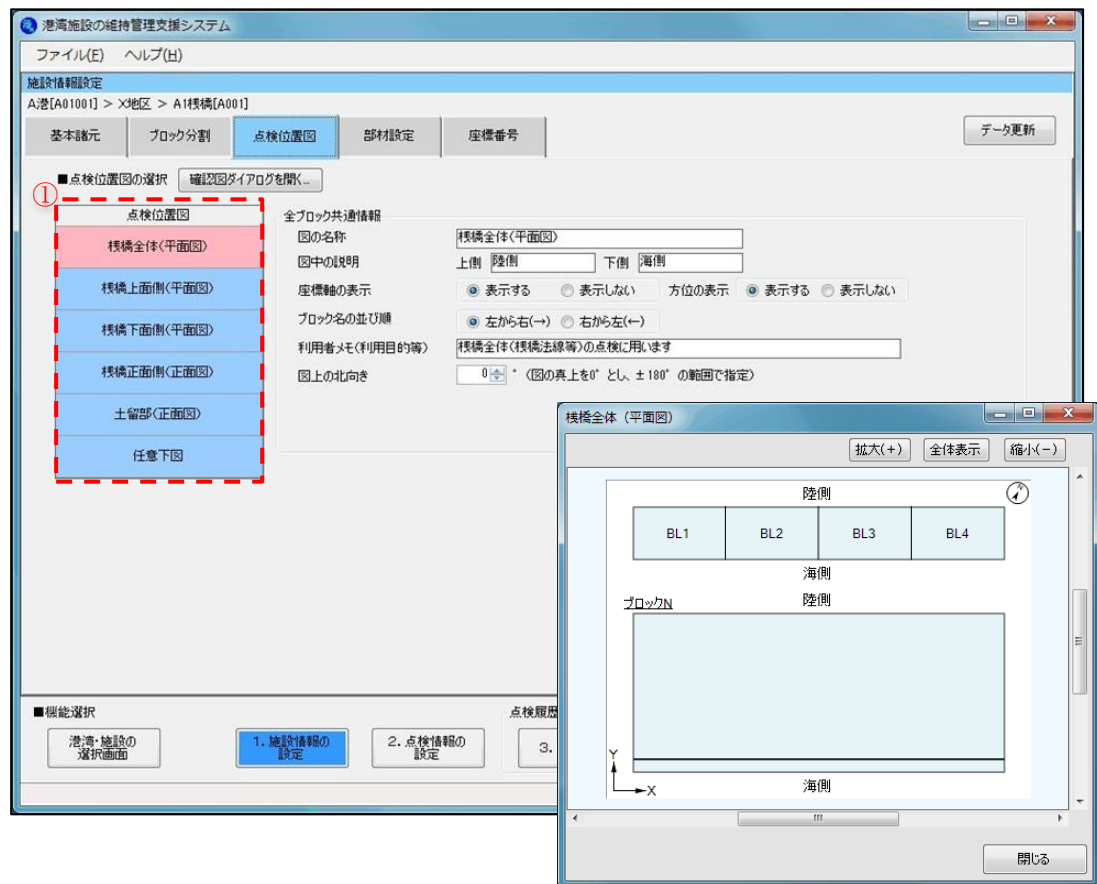 港湾施設の維持管理支援システム
ファイル(F) ヘルプ(H)
施設情報設定
A港[A01001] > X地区 > A1桟橋[A001]
基本諸元 ブロック分割 点検位置図 部材設定 座標番号 データ更新
■点検位置図の選択 確認図ダイアログを開く...
①
点検位置図
桟橋全体(平面図)
桟橋上面側(平面図)
桟橋下面側(平面図)
桟橋正面側(正面図)
土留部(正面図)
任意下図
全ブロック共通情報
図の名称 桟橋全体(平面図)
図中の説明 上側 陸側 下側 海側
座標軸の表示 表示する 表示しない 方位の表示 表示する 表示しない
ブロック名の並び順 左から右(→) 右から左(←)
利用者メモ(利用目的等) 桟橋全体(桟橋法線等)の点検に用います
図上の北向き 0 ° (図の真上を0° とし、±180° の範囲で指定)
■機能選択 点検履歴
港湾・施設の
選択画面
1. 施設情報の
設定
2. 点検情報の
設定
3.
桟橋全体 (平面図)
拡大(+) 全体表示 縮小(-)
陸側
N
BL1 BL2 BL3 BL4
海側
ブロックN 陸側
Y
X
海側
閉じる